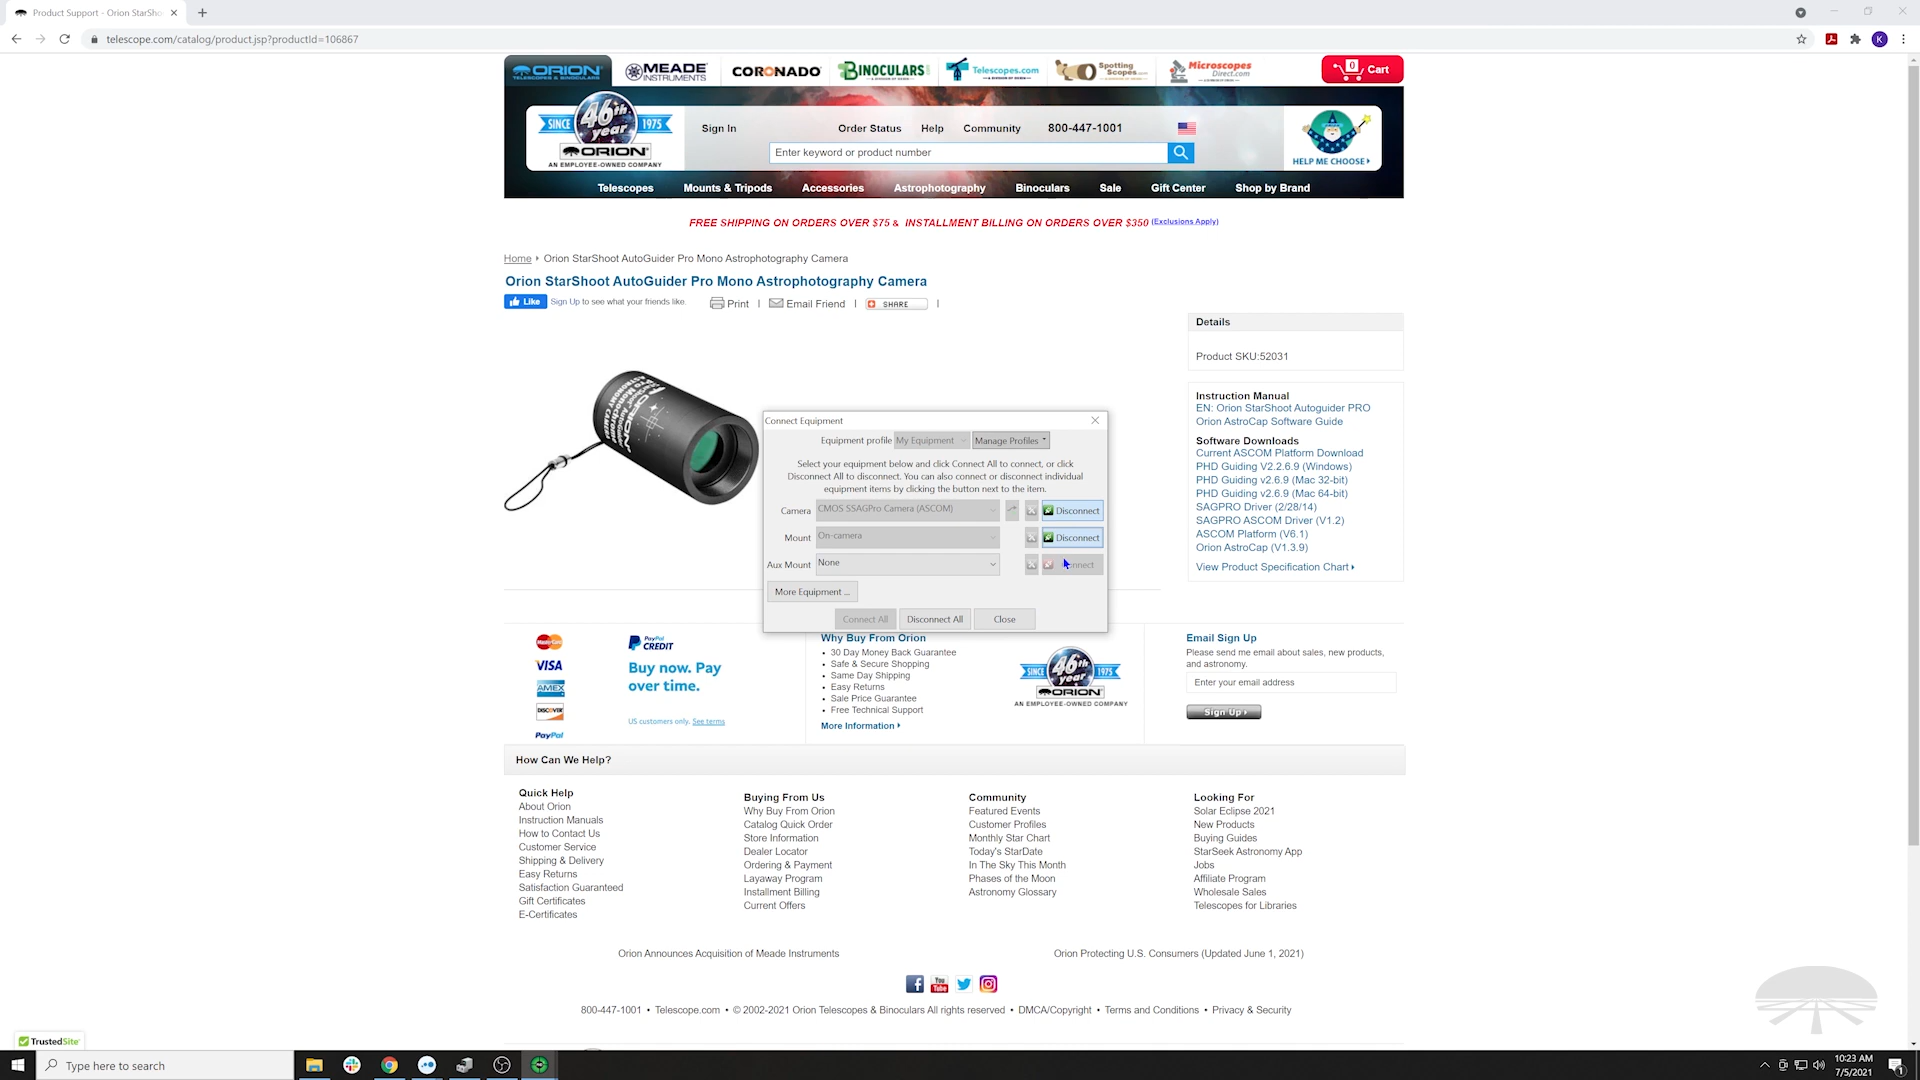 Product Support - Orion StarSho
telescope.com/catalog/product.jsp?productId=106867
K
ORION
TELESCOPES & BINOCULARS
MEADE
INSTRUMENTS
CORONADO
BINOCULARS
Telescopes.com
Spotting
Scopes
Microscopes
Direct.com
0
Cart
SINCE 46th year 1975
ORION
AN EMPLOYEE-OWNED COMPANY
Sign In
Order Status
Help
Community
800-447-1001
Enter keyword or product number
HELP ME CHOOSE
Telescopes
Mounts & Tripods
Accessories
Astrophotography
Binoculars
Sale
Gift Center
Shop by Brand
FREE SHIPPING ON ORDERS OVER $75 & INSTALLMENT BILLING ON ORDERS OVER $350 (Exclusions Apply)
Home Orion StarShoot AutoGuider Pro Mono Astrophotography Camera
Orion StarShoot AutoGuider Pro Mono Astrophotography Camera
Like Sign Up to see what your friends like.
Print | Email Friend | SHARE |
Details
Product SKU:52031
Instruction Manual
EN: Orion StarShoot Autoguider PRO
Orion AstroCap Software Guide
Software Downloads
Current ASCOM Platform Download
PHD Guiding V2.2.6.9 (Windows)
PHD Guiding v2.6.9 (Mac 32-bit)
PHD Guiding v2.6.9 (Mac 64-bit)
SAGPRO Driver (2/28/14)
SAGPRO ASCOM Driver (V1.2)
ASCOM Platform (V6.1)
Orion AstroCap (V1.3.9)
View Product Specification Chart
Connect Equipment
Equipment profile My Equipment Manage Profiles
Select your equipment below and click Connect All to connect, or click
Disconnect All to disconnect. You can also connect or disconnect individual
equipment items by clicking the button next to the item.
Camera CMOS SSAGPro Camera (ASCOM) Disconnect
Mount On-camera Disconnect
Aux Mount None
More Equipment ...
Connect All Disconnect All Close
MasterCard
VISA
AMEX
DISCOVER
PayPal
PayPal
CREDIT
Buy now. Pay
over time.
US customers only. See terms
Why Buy From Orion
• 30 Day Money Back Guarantee
• Safe & Secure Shopping
• Same Day Shipping
• Easy Returns
• Sale Price Guarantee
• Free Technical Support
More Information
SINCE 46th year 1975
ORION
AN EMPLOYEE-OWNED COMPANY
Email Sign Up
Please send me email about sales, new products,
and astronomy.
Enter your email address
Sign Up
How Can We Help?
Quick Help
About Orion
Instruction Manuals
How to Contact Us
Customer Service
Shipping & Delivery
Easy Returns
Satisfaction Guaranteed
Gift Certificates
E-Certificates
Buying From Us
Why Buy From Orion
Catalog Quick Order
Store Information
Dealer Locator
Ordering & Payment
Layaway Program
Installment Billing
Current Offers
Community
Featured Events
Customer Profiles
Monthly Star Chart
Today's StarDate
In The Sky This Month
Phases of the Moon
Astronomy Glossary
Looking For
Solar Eclipse 2021
New Products
Buying Guides
StarSeek Astronomy App
Jobs
Affiliate Program
Wholesale Sales
Telescopes for Libraries
Orion Announces Acquisition of Meade Instruments
Orion Protecting U.S. Consumers (Updated June 1, 2021)
800-447-1001 • Telescope.com • © 2002-2021 Orion Telescopes & Binoculars All rights reserved • DMCA/Copyright • Terms and Conditions • Privacy & Security
TrustedSite
Type here to search
10:23 AM
7/5/2021
1